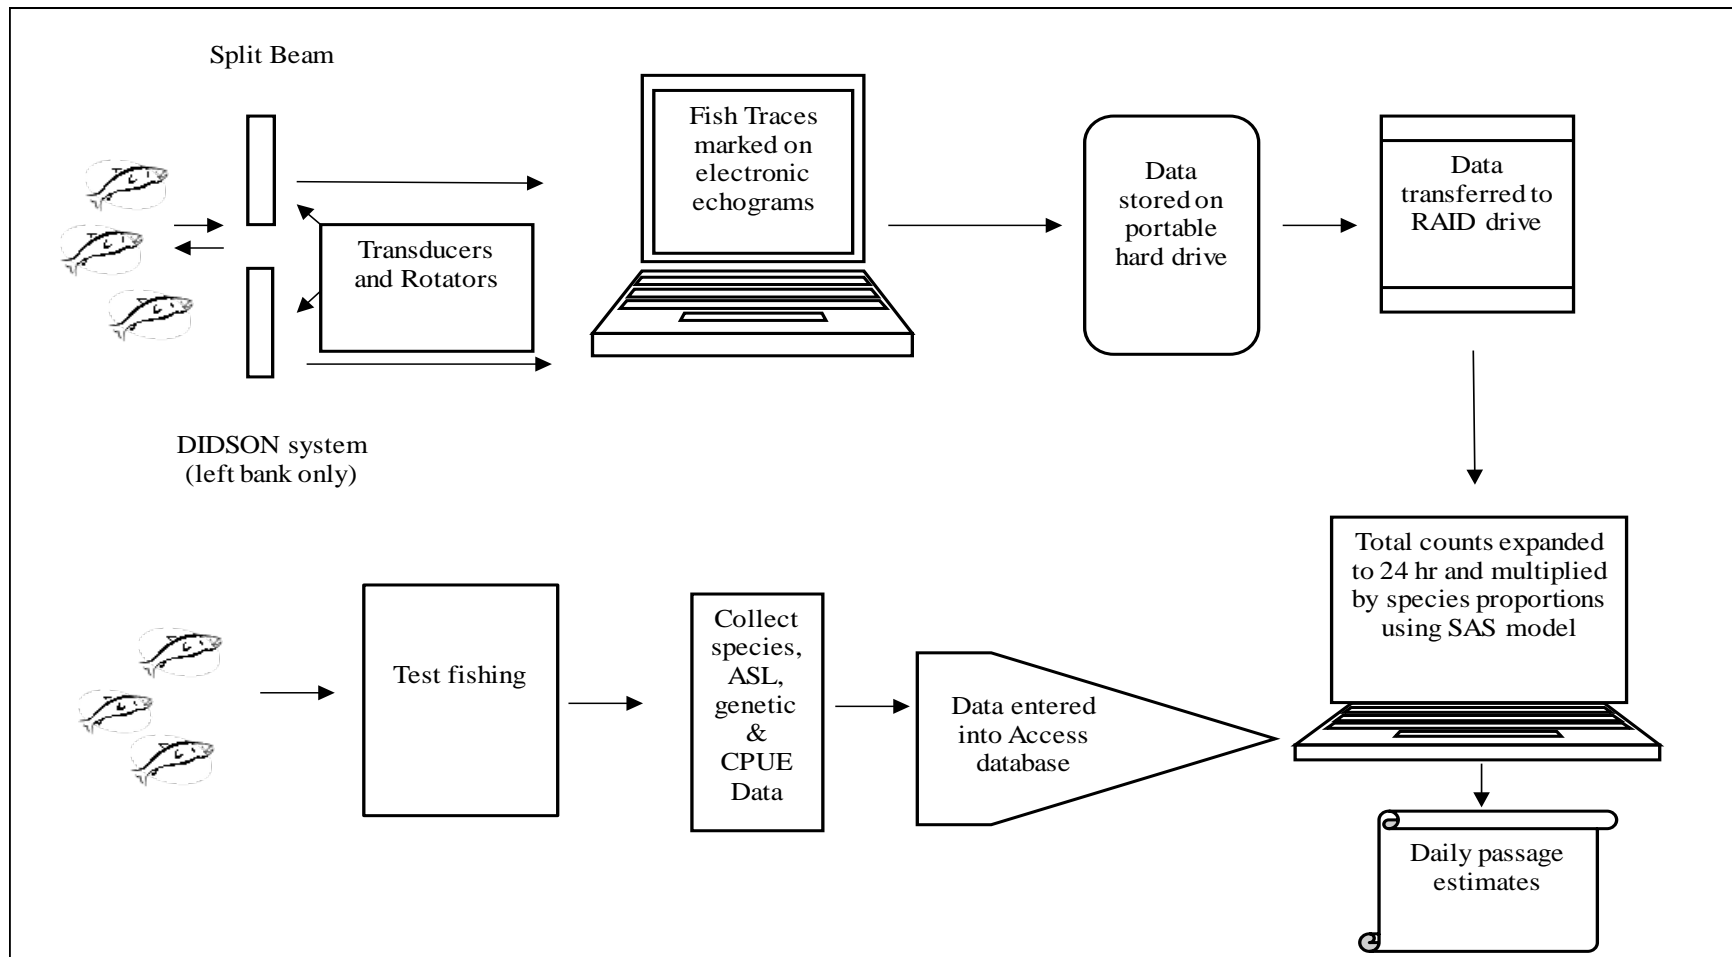 Split Beam
Fish Traces
marked on
electronic
echograms
Data
stored on
portable
hard drive
Data
transferred to
RAID drive
Transducers
and Rotators
DIDSON system
(left bank only)
Total counts expanded
to 24 hr and multiplied
by species proportions
using SAS model
Test fishing
Collect
species,
ASL,
genetic
&
CPUE
Data
Data entered
into Access
database
Daily passage
estimates